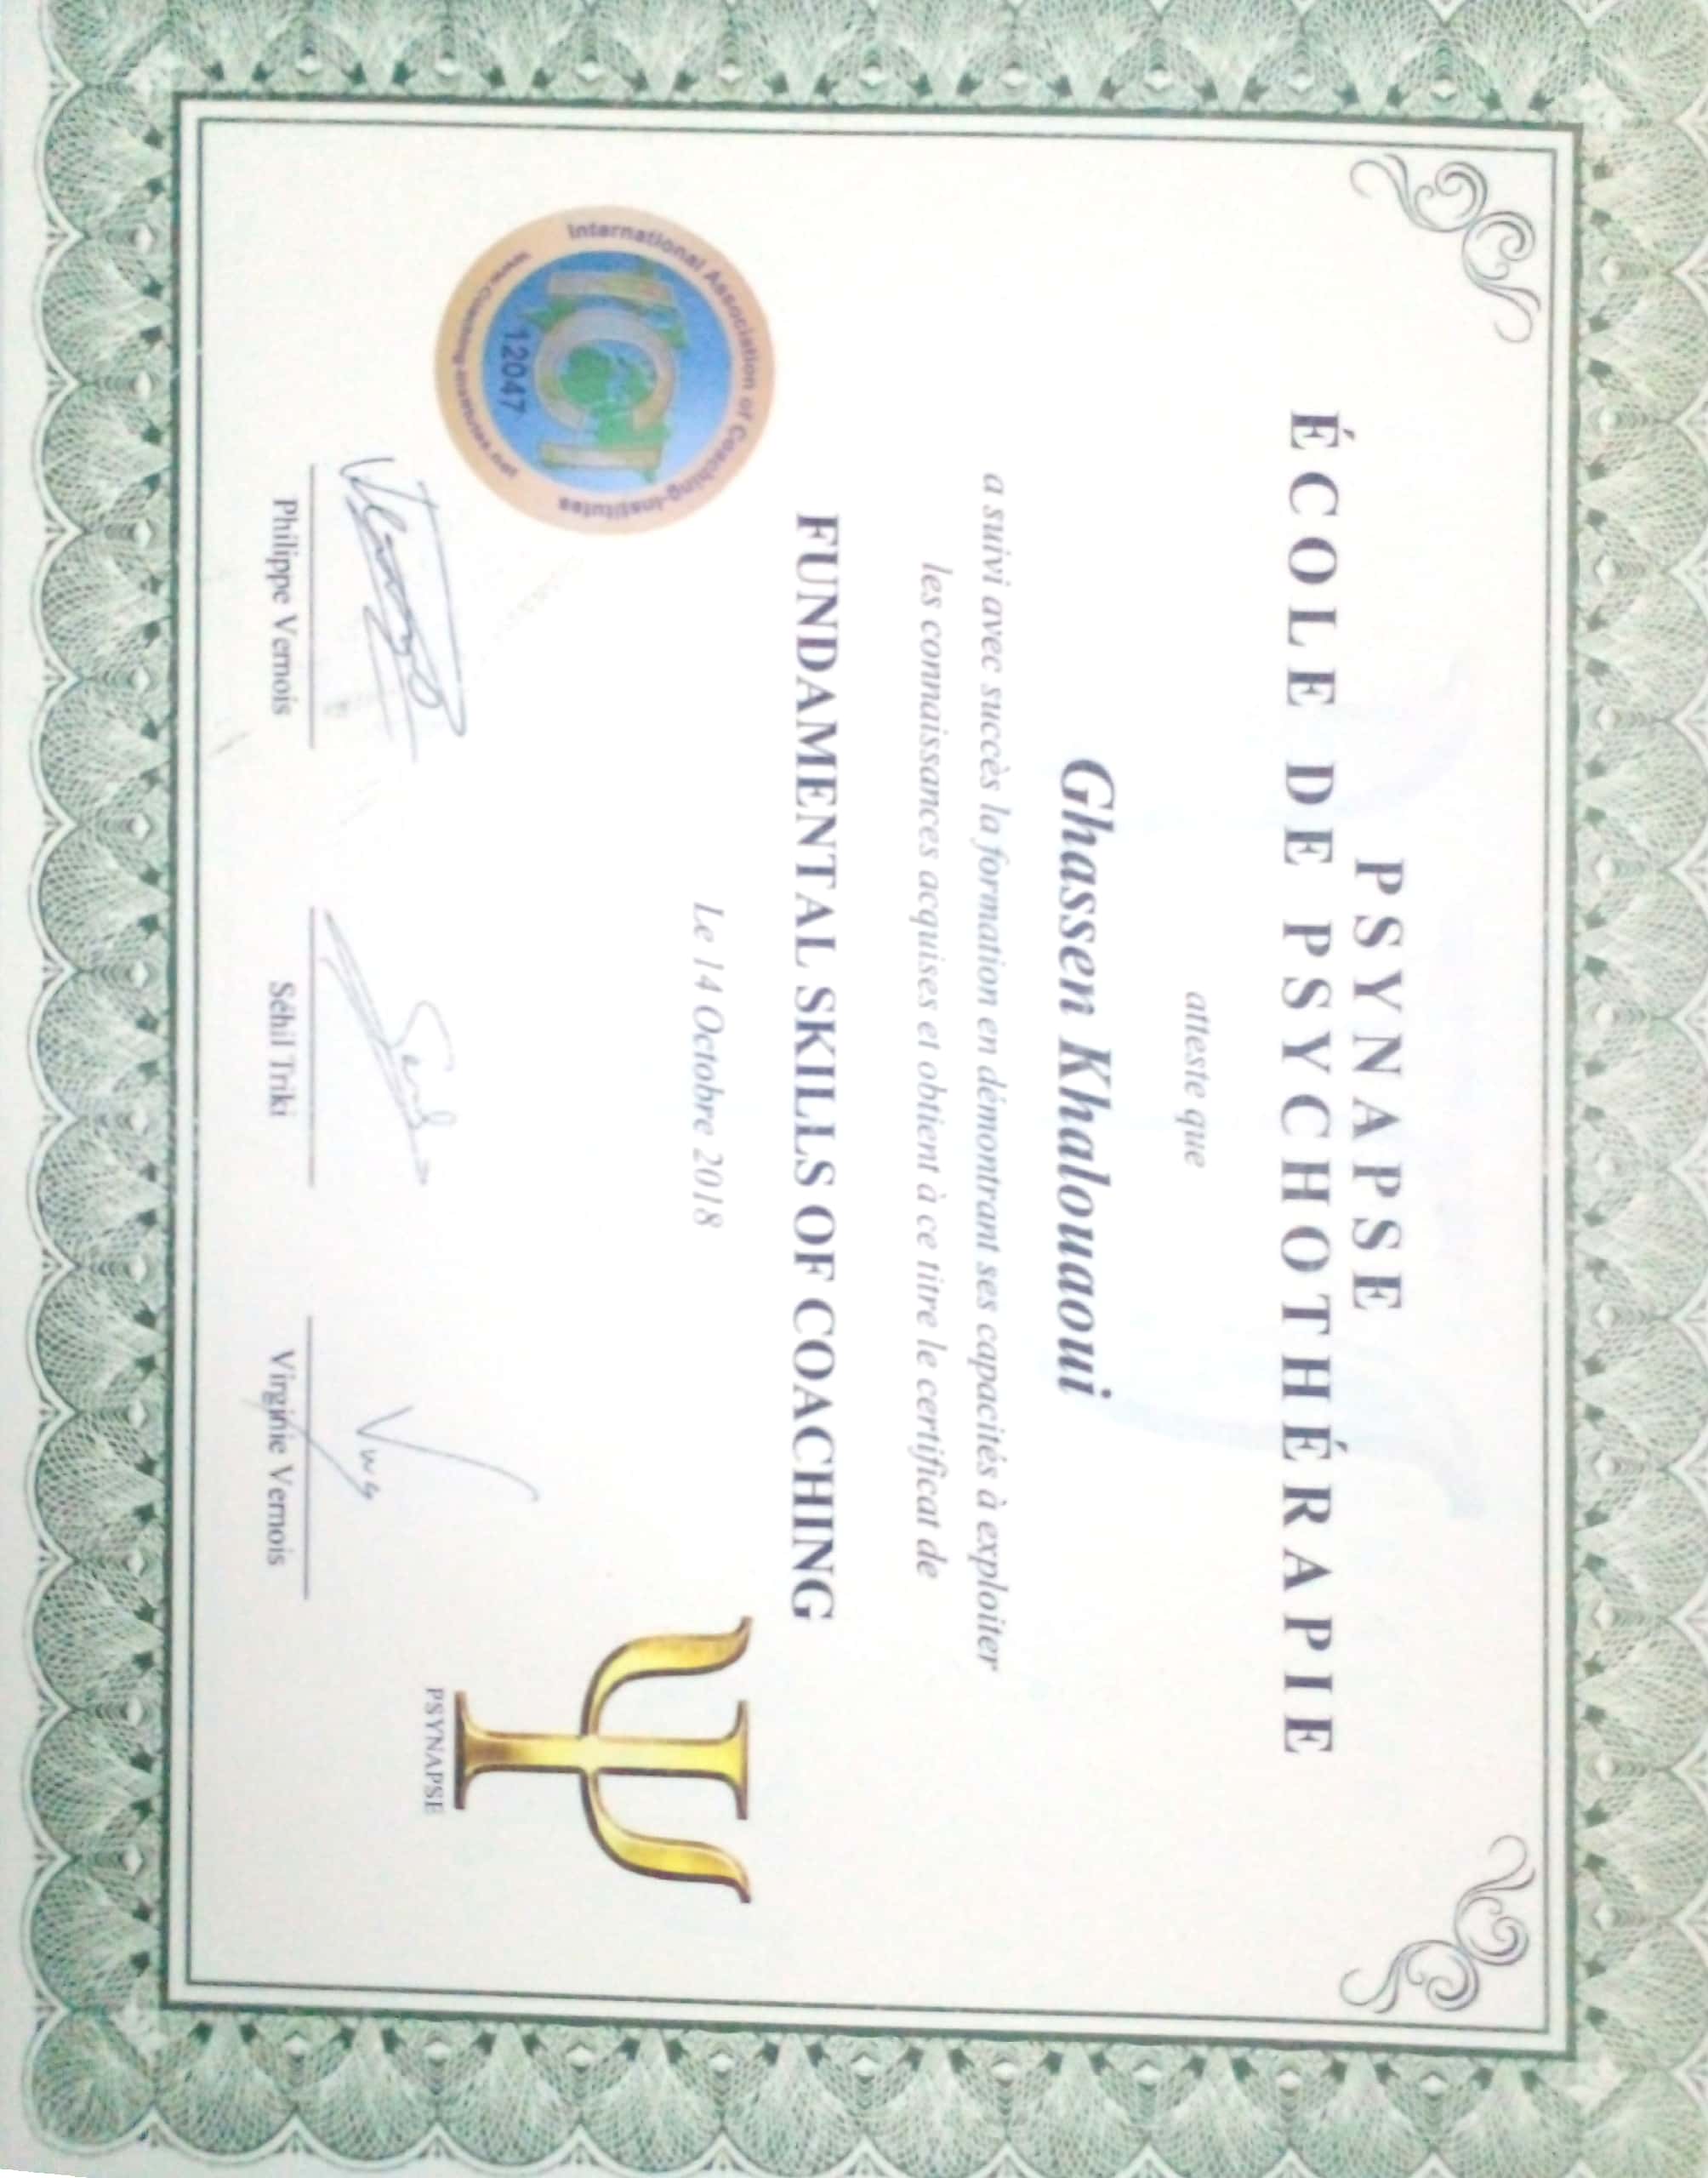 PSYNAPSE
ÉCOLE DE PSYCHOTHÉRAPIE
atteste que
Ghassen Khalouaoui
a suivi avec succès la formation en démontrant ses capacités à exploiter
les connaissances acquises et obtient à ce titre le certificat de
FUNDAMENTAL SKILLS OF COACHING
Le 14 Octobre 2018
International Association of Coaching-Institutes
ICI
12047
www.Coaching-Institutes.net
PSYNAPSE
Philippe Vernois
Séhil Triki
Virginie Vernois